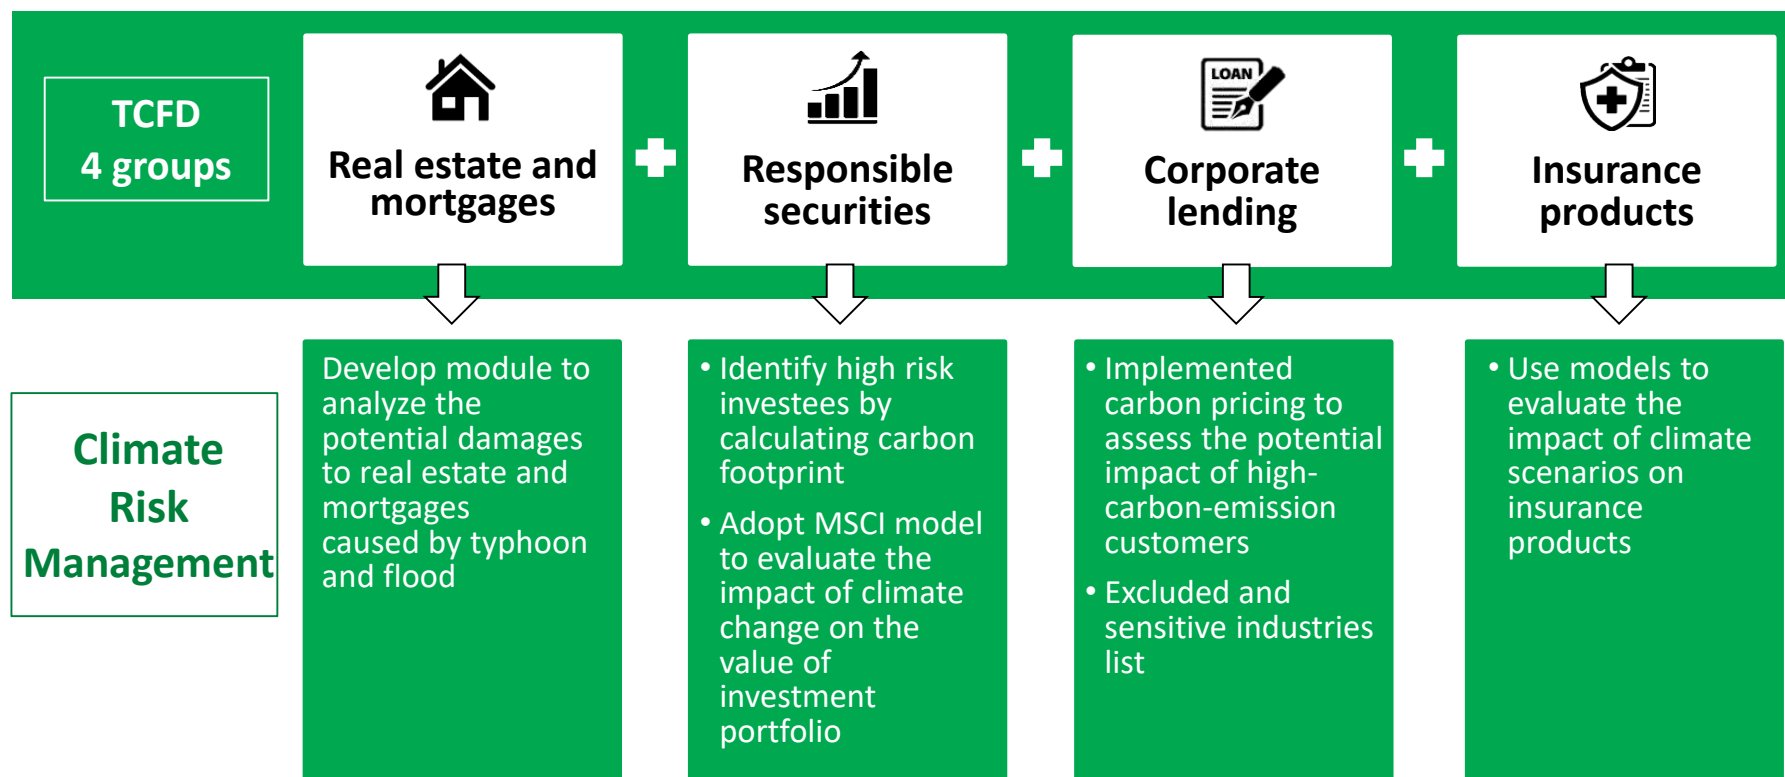 TCFD
4 groups
Real estate and
mortgages
Responsible
securities
LOAN
Corporate
lending
Insurance
products
Climate
Risk
Management
Develop module to
analyze the
potential damages
to real estate and
mortgages
caused by typhoon
and flood
• Identify high risk
investees by
calculating carbon
footprint
• Adopt MSCI model
to evaluate the
impact of climate
change on the
value of
investment
portfolio
• Implemented
carbon pricing to
assess the potential
impact of high-
carbon-emission
customers
• Excluded and
sensitive industries
list
• Use models to
evaluate the
impact of climate
scenarios on
insurance
products